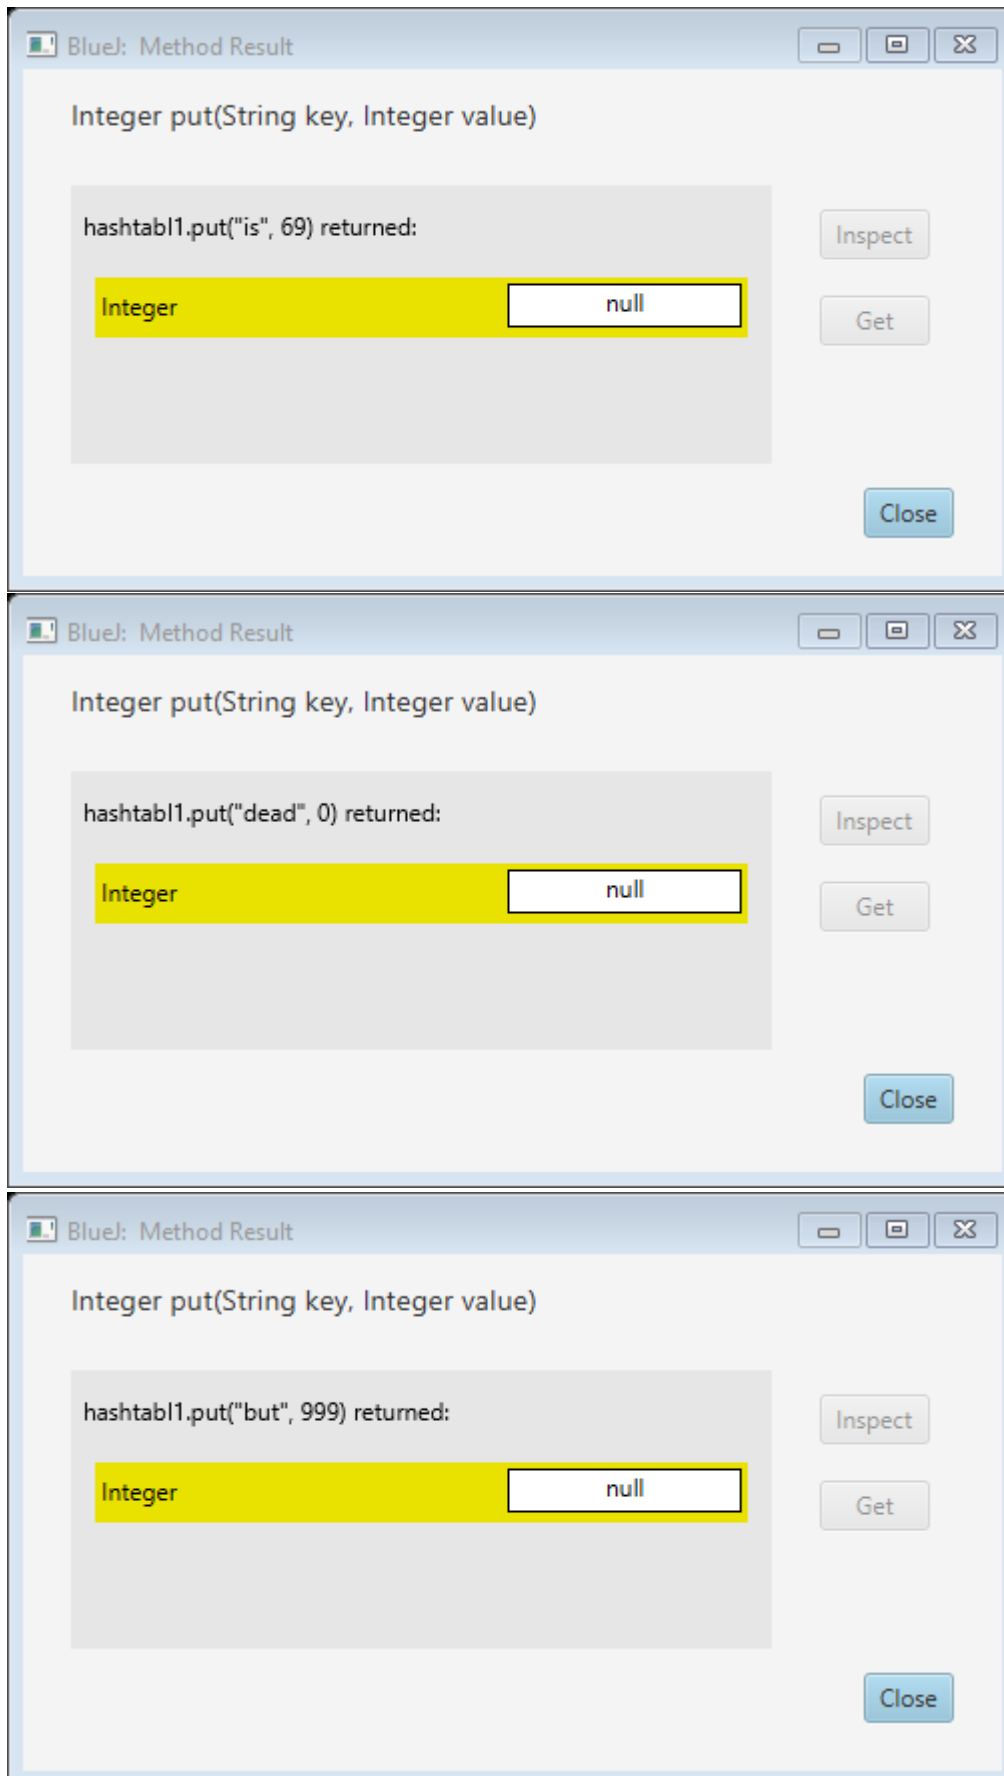 BlueJ: Method Result
Integer put(String key, Integer value)
hashtabl1.put("is", 69) returned:
Inspect
Integer null
Get
Close
BlueJ: Method Result
Integer put(String key, Integer value)
hashtabl1.put("dead", 0) returned:
Inspect
Integer null
Get
Close
BlueJ: Method Result
Integer put(String key, Integer value)
hashtabl1.put("but", 999) returned:
Inspect
Integer null
Get
Close